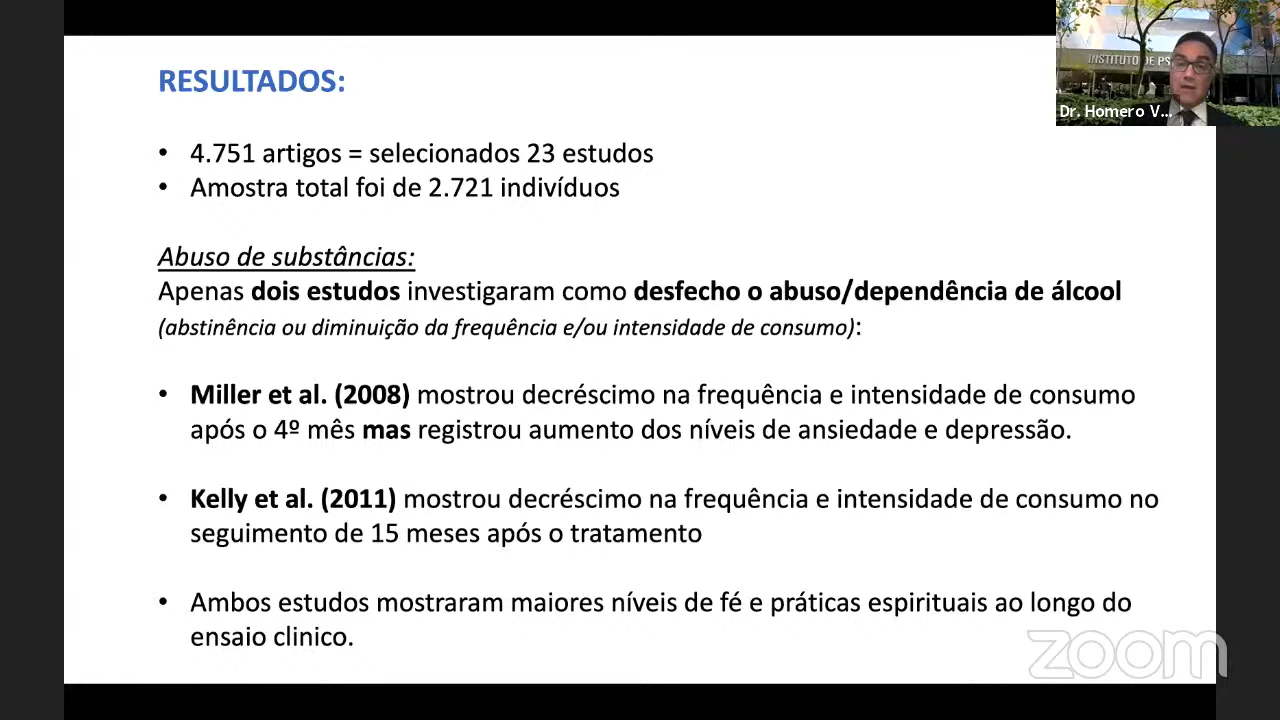 RESULTADOS:
• 4.751 artigos = selecionados 23 estudos
• Amostra total foi de 2.721 indivíduos
Abuso de substâncias:
Apenas dois estudos investigaram como desfecho o abuso/dependência de álcool
(abstinência ou diminuição da frequência e/ou intensidade de consumo):
• Miller et al. (2008) mostrou decréscimo na frequência e intensidade de consumo
após o 4º mês mas registrou aumento dos níveis de ansiedade e depressão.
• Kelly et al. (2011) mostrou decréscimo na frequência e intensidade de consumo no
seguimento de 15 meses após o tratamento
• Ambos estudos mostraram maiores níveis de fé e práticas espirituais ao longo do
ensaio clinico.
INSTITUTO DE PS
Dr. Homero V...
zoom